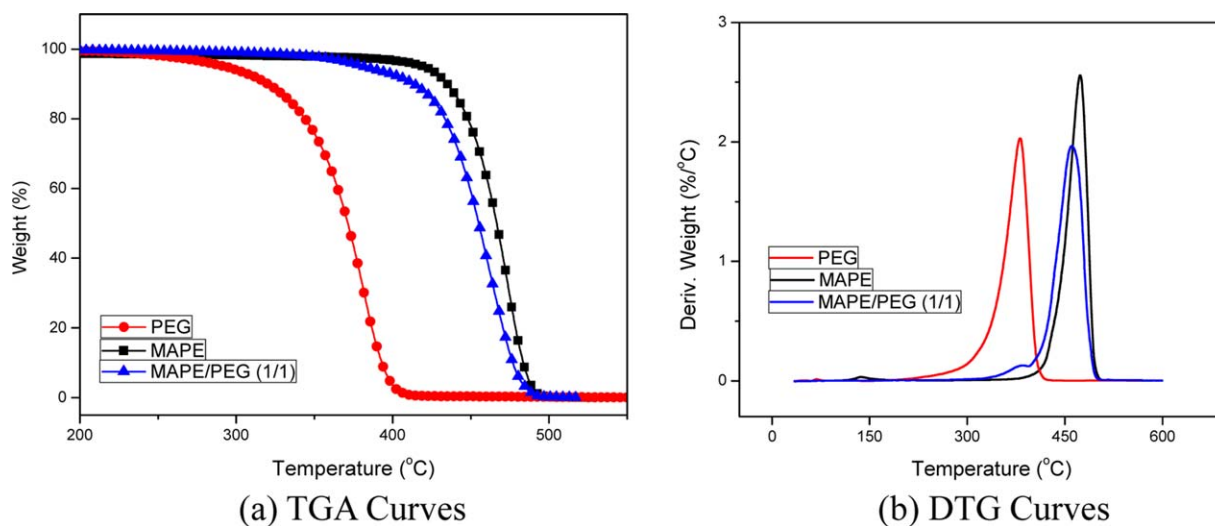 100
80
60
40
20
0
Weight (%)
PEG
MAPE
MAPE/PEG (1/1)
200
300
400
500
Temperature (°C)
(a) TGA Curves
3
2
1
0
Deriv. Weight (%/°C)
PEG
MAPE
MAPE/PEG (1/1)
0
150
300
450
600
Temperature (°C)
(b) DTG Curves